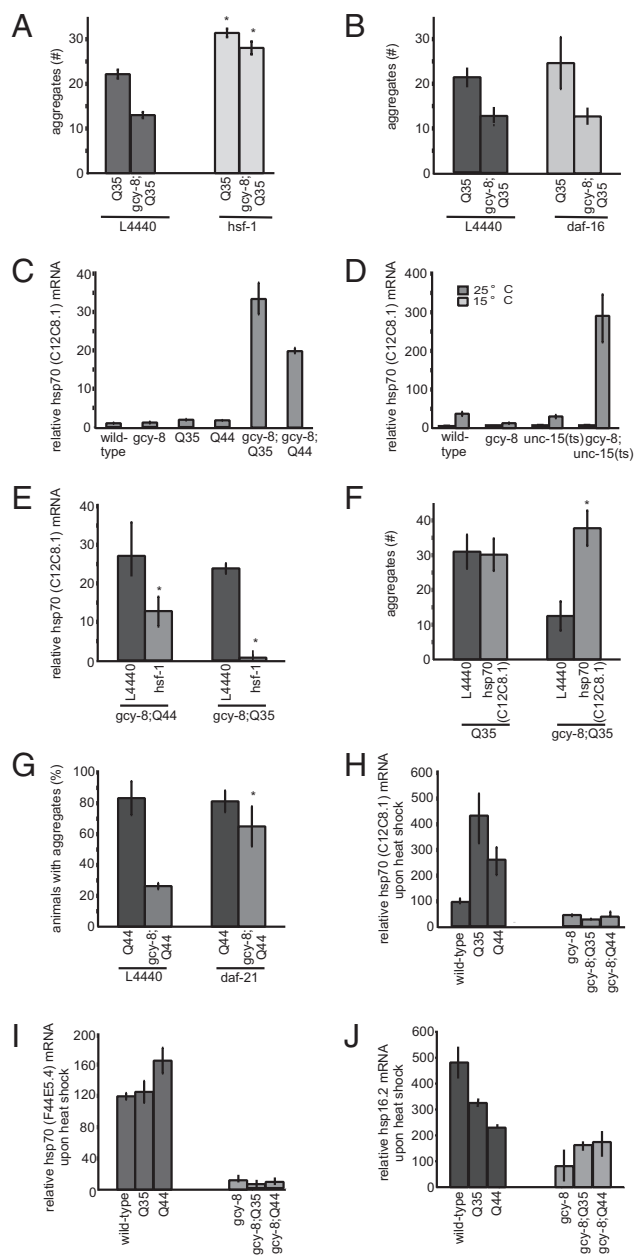 A
aggregates (#)
30
20
10
0
*
*
Q35
gcy-8;
Q35
Q35
gcy-8;
Q35
L4440
hsf-1
B
aggregates (#)
30
20
10
0
Q35
gcy-8;
Q35
Q35
gcy-8;
Q35
L4440
daf-16
C
relative hsp70 (C12C8.1) mRNA
40
30
20
10
0
wild-
type
gcy-8
Q35
Q44
gcy-8;
Q35
gcy-8;
Q44
D
relative hsp70 (C12C8.1) mRNA
400
300
200
100
0
25° C
15° C
wild-
type
gcy-8
unc-15(ts)
gcy-8;
unc-15(ts)
E
relative hsp70 (C12C8.1) mRNA
40
30
20
10
0
*
*
L4440
hsf-1
L4440
hsf-1
gcy-8;Q44
gcy-8;Q35
F
aggregates (#)
40
30
20
10
0
*
L4440
hsp70
(C12C8.1)
L4440
hsp70
(C12C8.1)
Q35
gcy-8;Q35
G
animals with aggregates (%)
100
80
60
40
20
0
*
Q44
gcy-8;
Q44
Q44
gcy-8;
Q44
L4440
daf-21
H
relative hsp70 (C12C8.1) mRNA
upon heat shock
600
500
400
300
200
100
0
wild-type
Q35
Q44
gcy-8
gcy-8;Q35
gcy-8;Q44
I
relative hsp70 (F44E5.4) mRNA
upon heat shock
200
160
120
80
40
0
wild-type
Q35
Q44
gcy-8
gcy-8;Q35
gcy-8;Q44
J
relative hsp16.2 mRNA
upon heat shock
600
500
400
300
200
100
0
wild-type
Q35
Q44
gcy-8
gcy-8;Q35
gcy-8;Q44